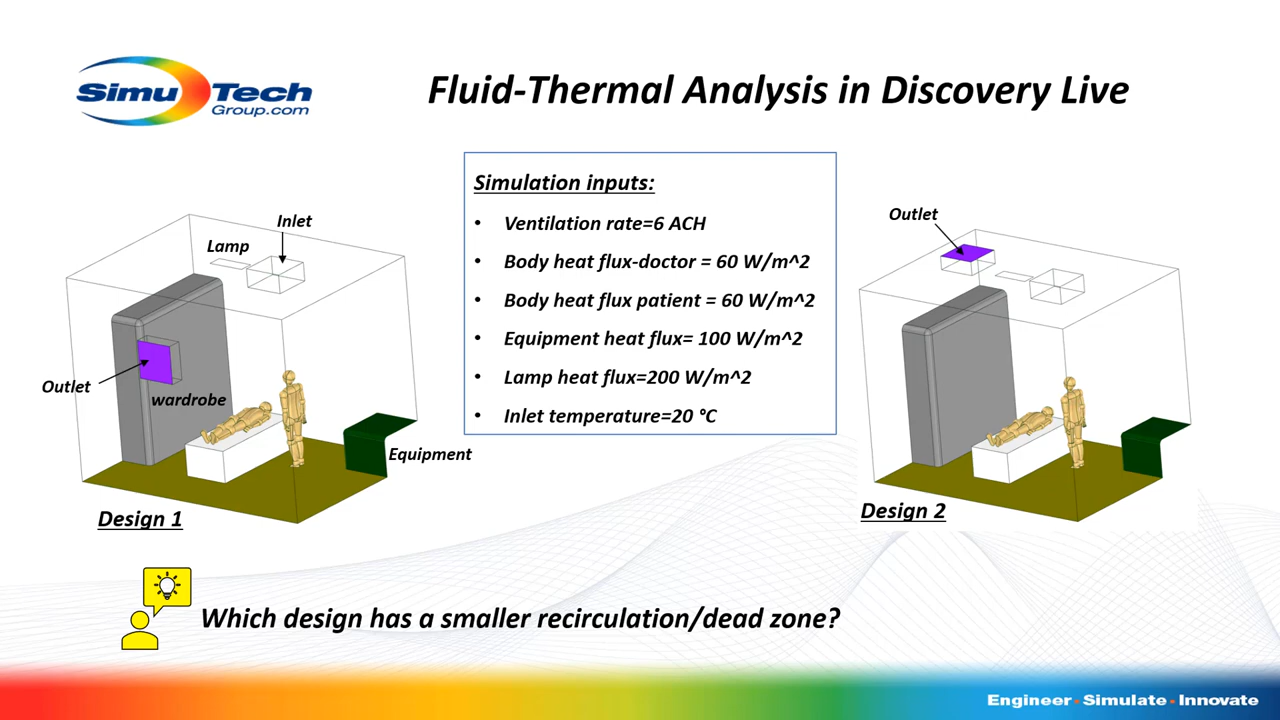 Simu Tech
Group.com
Fluid-Thermal Analysis in Discovery Live
Simulation inputs:
• Ventilation rate=6 ACH
• Body heat flux-doctor = 60 W/m^2
• Body heat flux patient = 60 W/m^2
• Equipment heat flux= 100 W/m^2
• Lamp heat flux=200 W/m^2
• Inlet temperature=20 °C
Inlet
Lamp
Outlet
wardrobe
Equipment
Design 1
Outlet
Design 2
Which design has a smaller recirculation/dead zone?
Engineer • Simulate • Innovate